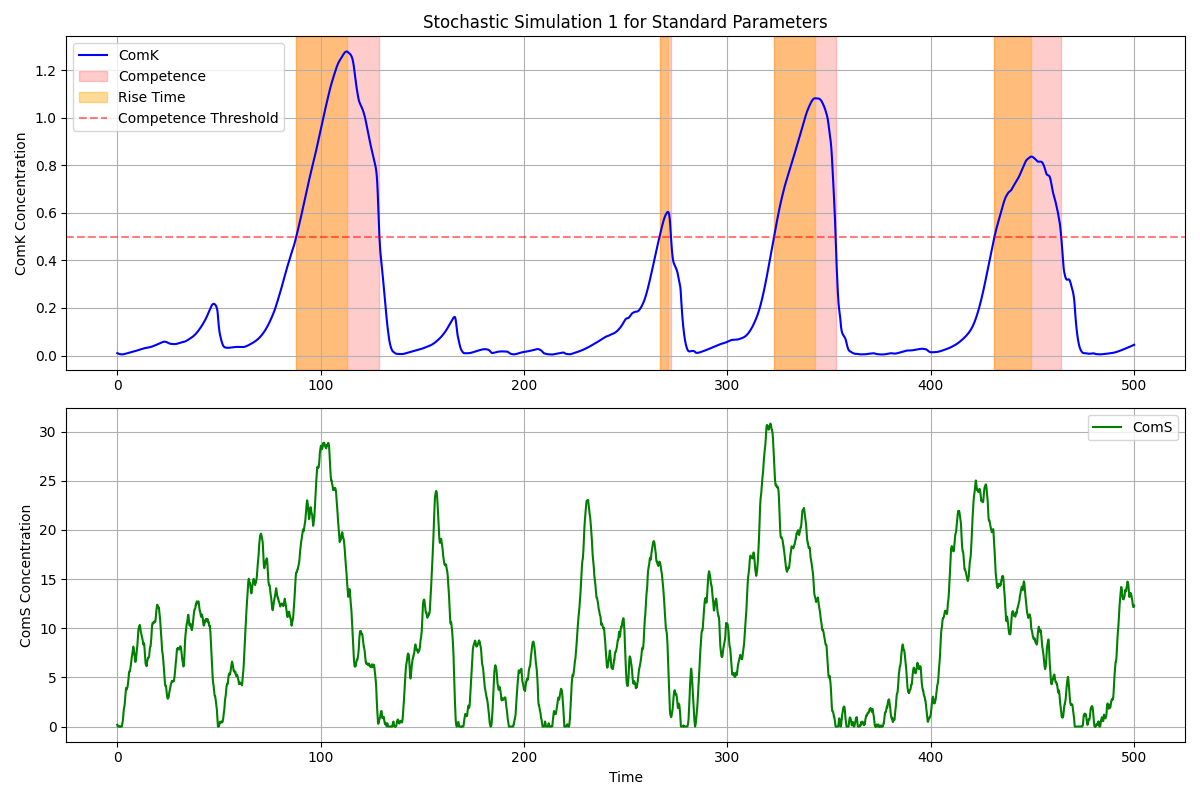 Stochastic Simulation 1 for Standard Parameters
ComK Concentration
1.2
1.0
0.8
0.6
0.4
0.2
0.0
ComK
Competence
Rise Time
Competence Threshold
0 100 200 300 400 500
ComS Concentration
30
25
20
15
10
5
0
ComS
0 100 200 300 400 500
Time